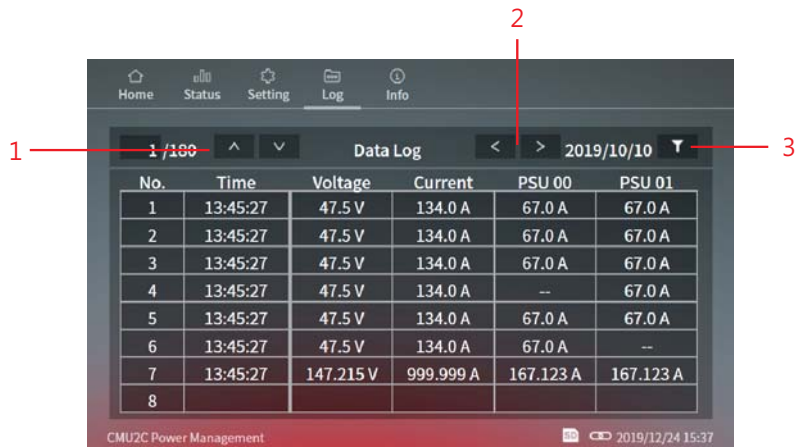 2
Home Status Setting Log Info
1
1 /180 Data Log 2019/10/10
3
No. Time Voltage Current PSU 00 PSU 01
1 13:45:27 47.5 V 134.0 A 67.0 A 67.0 A
2 13:45:27 47.5 V 134.0 A 67.0 A 67.0 A
3 13:45:27 47.5 V 134.0 A 67.0 A 67.0 A
4 13:45:27 47.5 V 134.0 A -- 67.0 A
5 13:45:27 47.5 V 134.0 A 67.0 A 67.0 A
6 13:45:27 47.5 V 134.0 A 67.0 A --
7 13:45:27 147.215 V 999.999 A 167.123 A 167.123 A
8
CMU2C Power Management SD 2019/12/24 15:37